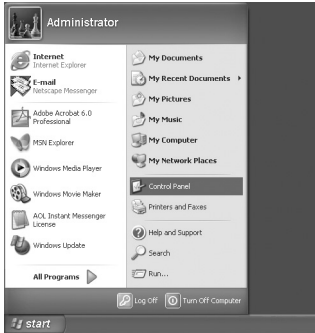 Administrator
Internet
Internet Explorer
E-mail
Netscape Messenger
Adobe Acrobat 6.0
Professional
MSN Explorer
Windows Media Player
Windows Movie Maker
AOL Instant Messenger
License
Windows Update
All Programs
My Documents
My Recent Documents
My Pictures
My Music
My Computer
My Network Places
Control Panel
Printers and Faxes
Help and Support
Search
Run...
Log Off
Turn Off Computer
start